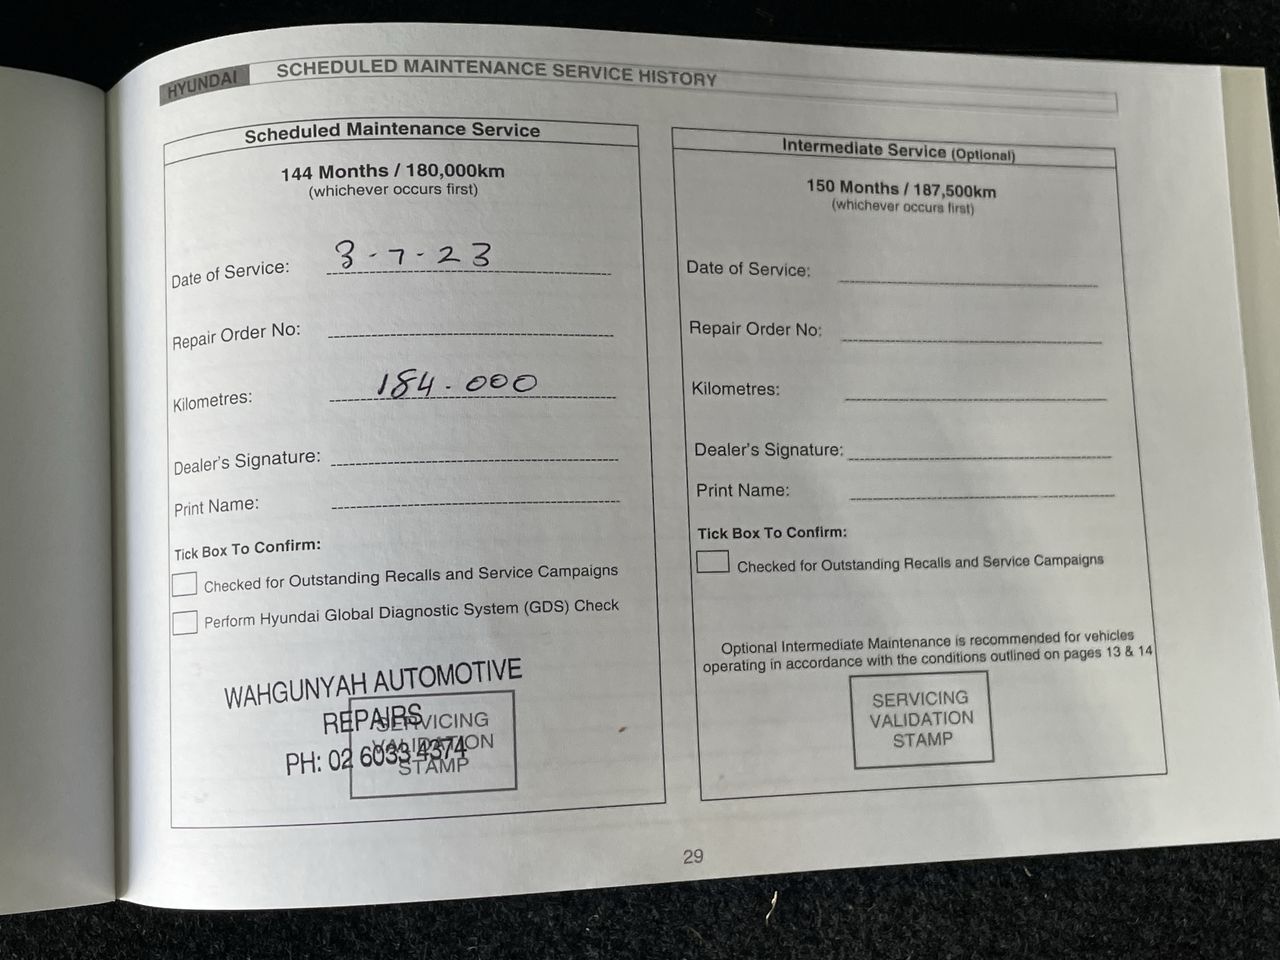 HYUNDAI
SCHEDULED MAINTENANCE SERVICE HISTORY
Scheduled Maintenance Service
144 Months / 180,000km
(whichever occurs first)
Date of Service: 3-7-23
Repair Order No:
Kilometres: 184.000
Dealer's Signature:
Print Name:
Tick Box To Confirm:
Checked for Outstanding Recalls and Service Campaigns
Perform Hyundai Global Diagnostic System (GDS) Check
WAHGUNYAH AUTOMOTIVE
REPAIRS
PH: 02 6033 4374
SERVICING
VALIDATION
STAMP
Intermediate Service (Optional)
150 Months / 187,500km
(whichever occurs first)
Date of Service:
Repair Order No:
Kilometres:
Dealer's Signature:
Print Name:
Tick Box To Confirm:
Checked for Outstanding Recalls and Service Campaigns
Optional Intermediate Maintenance is recommended for vehicles
operating in accordance with the conditions outlined on pages 13 & 14
SERVICING
VALIDATION
STAMP
29